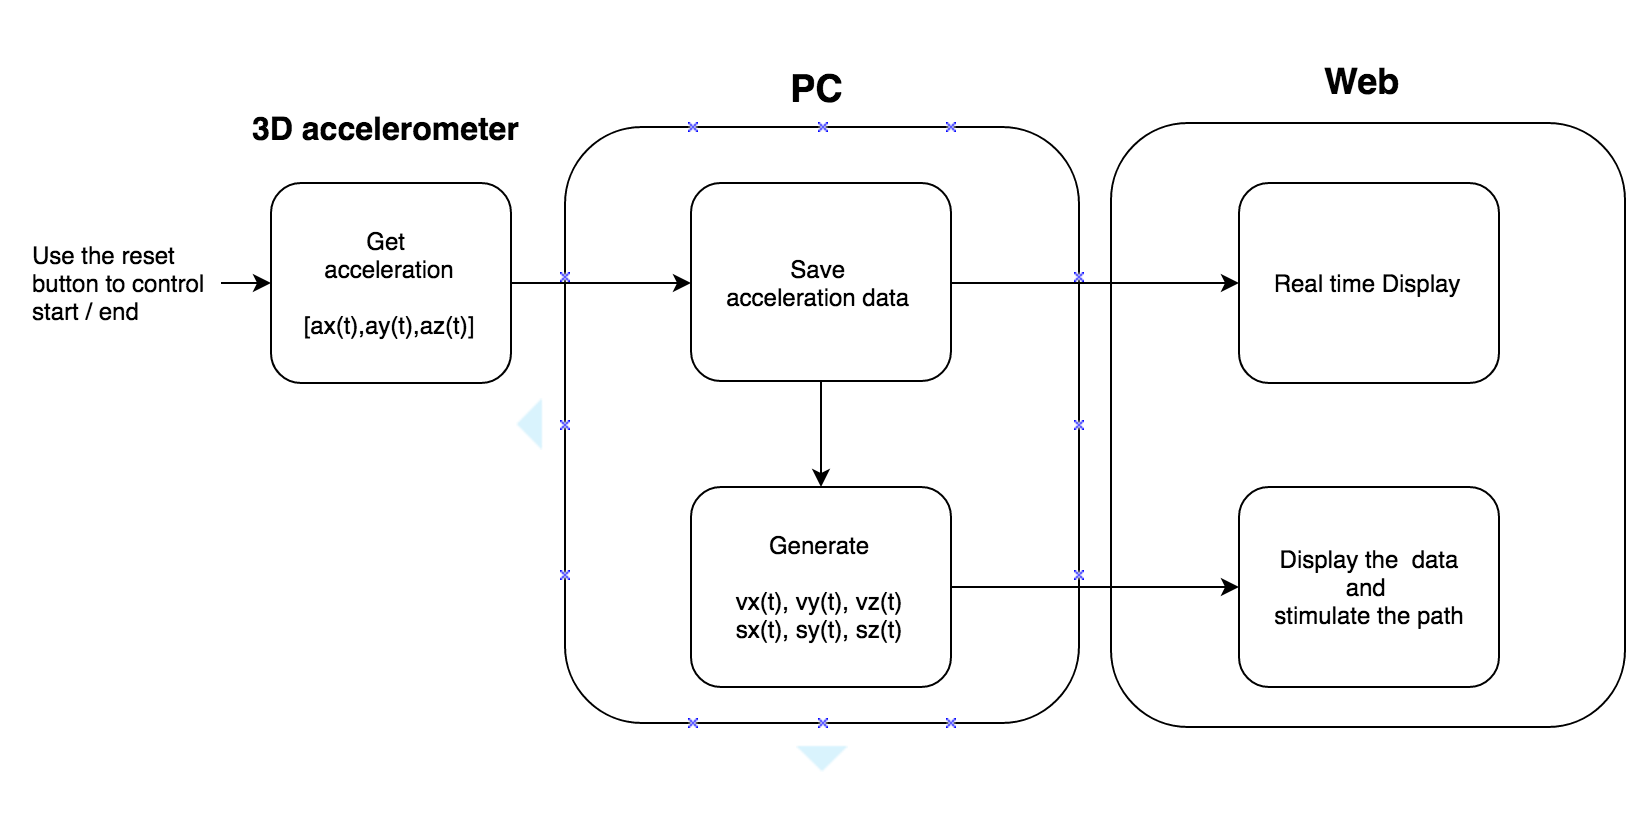 PC
Web
3D accelerometer
Use the reset
button to control
start / end
Get
acceleration
[ax(t),ay(t),az(t)]
Save
acceleration data
Real time Display
Generate
vx(t), vy(t), vz(t)
sx(t), sy(t), sz(t)
Display the  data
and
stimulate the path